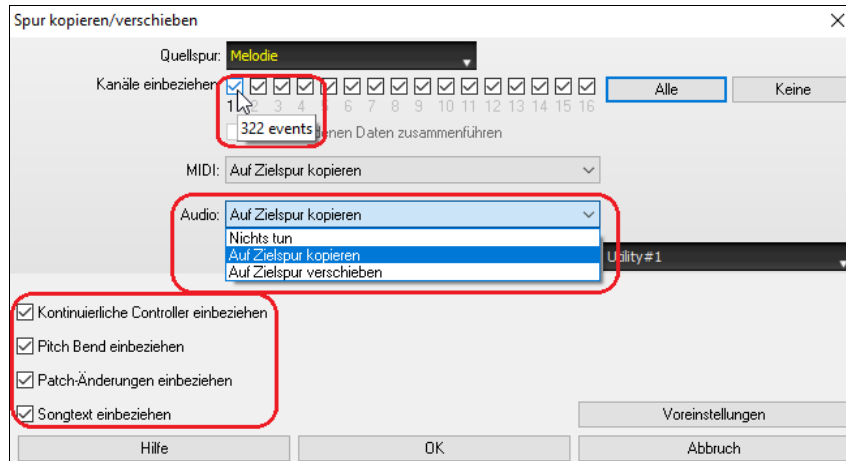 Spur kopieren/verschieben
Quellspur: Melodie
Kanäle einbeziehen Alle Keine
1 2 3 4 5 6 7 8 9 10 11 12 13 14 15 16
322 events enen Daten zusammenführen
MIDI: Auf Zielspur kopieren
Audio: Auf Zielspur kopieren
Nichts tun
Auf Zielspur kopieren Utility#1
Auf Zielspur verschieben
Kontinuierliche Controller einbeziehen
Pitch Bend einbeziehen
Patch-Änderungen einbeziehen
Songtext einbeziehen Voreinstellungen
Hilfe OK Abbruch